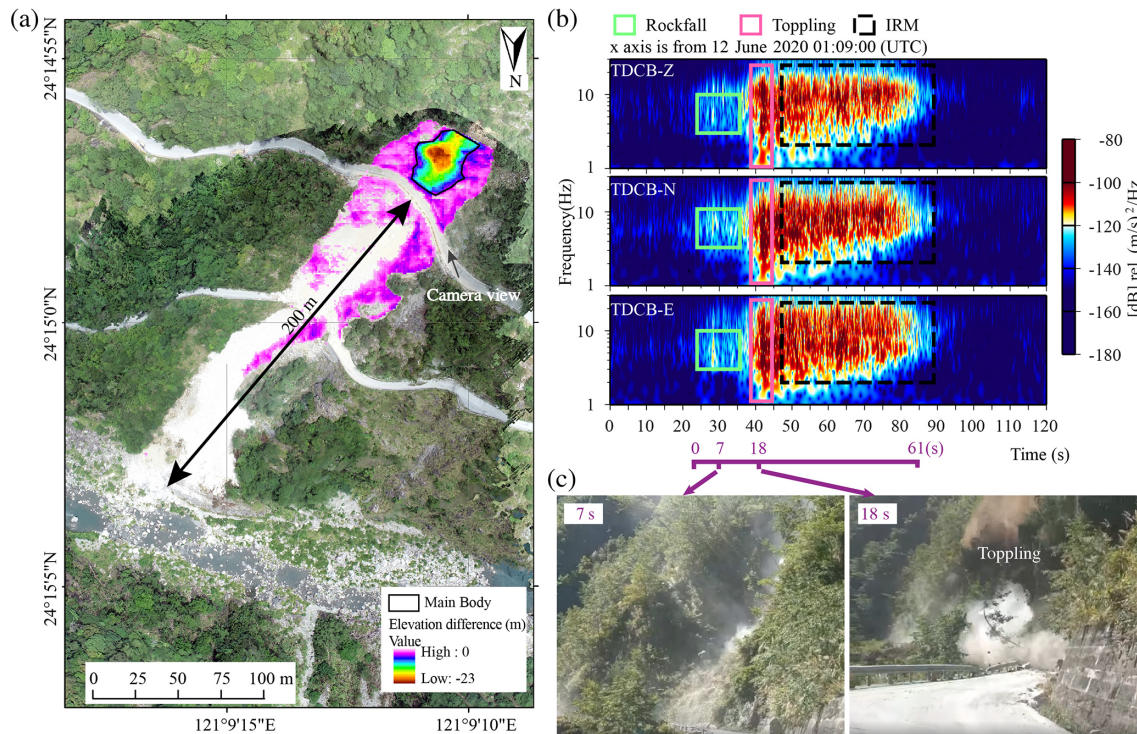 (a)
24°14'55"N
24°15'0"N
24°15'5"N
N
Camera view
200 m
Main Body
Elevation difference (m)
Value
High : 0
Low: -23
0 20 40 60 80 100 m
121°9'15"E
121°9'10"E
(b)
Rockfall
Toppling
IRM
x axis is from 12 June 2020 01:09:00 (UTC)
TDCB-Z
10
1
TDCB-N
10
1
TDCB-E
10
1
Frequency(Hz)
0 10 20 30 40 50 60 70 80 90 100 110 120
Time (s)
0 7 18 61(s)
-80
-100
-120
-140
-160
-180
[dB] rel. (m/s)²/Hz
(c)
7 s
18 s
Toppling